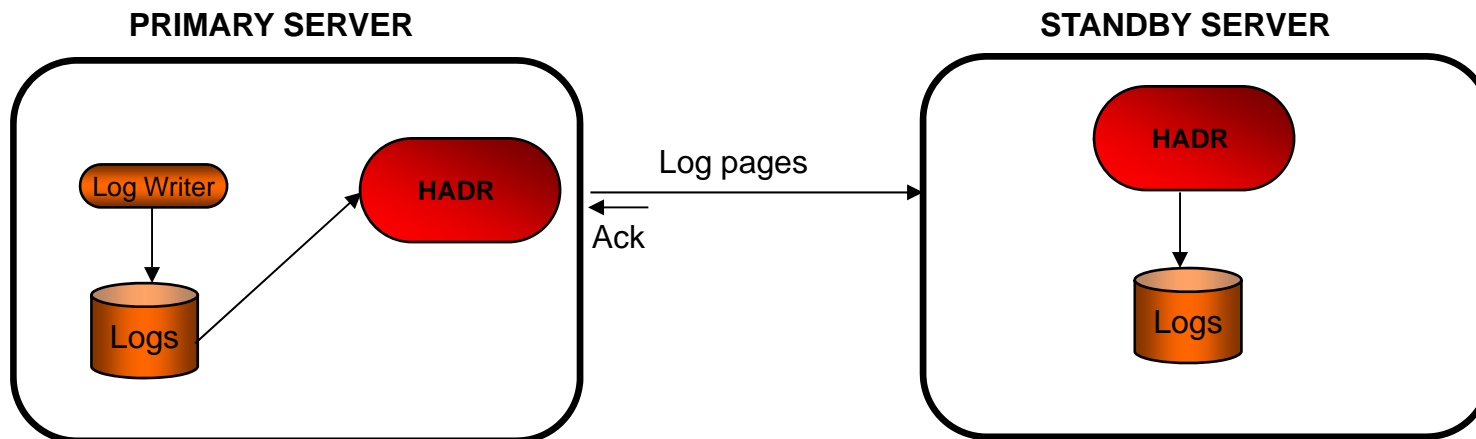 PRIMARY SERVER
STANDBY SERVER
Log Writer
HADR
Logs
Log pages
Ack
HADR
Logs